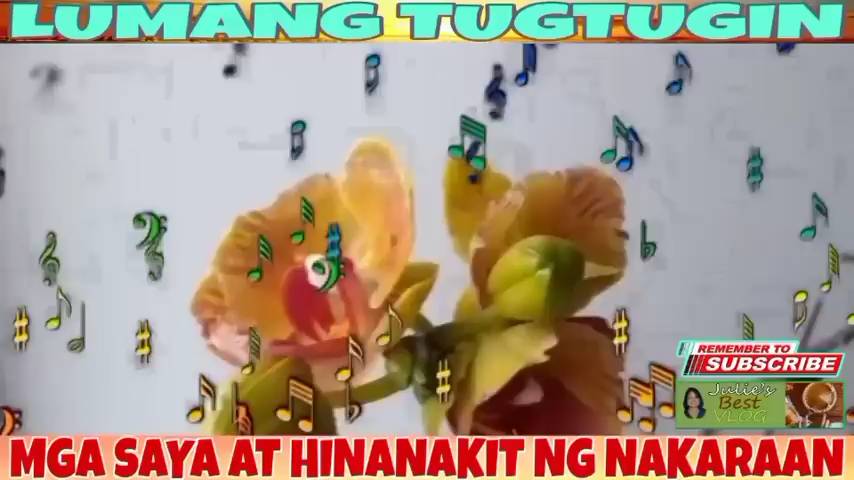 LUMANG TUGTUGIN
REMEMBER TO
SUBSCRIBE
Julie's
Best
VLOG
MGA SAYA AT HINANAKIT NG NAKARAAN